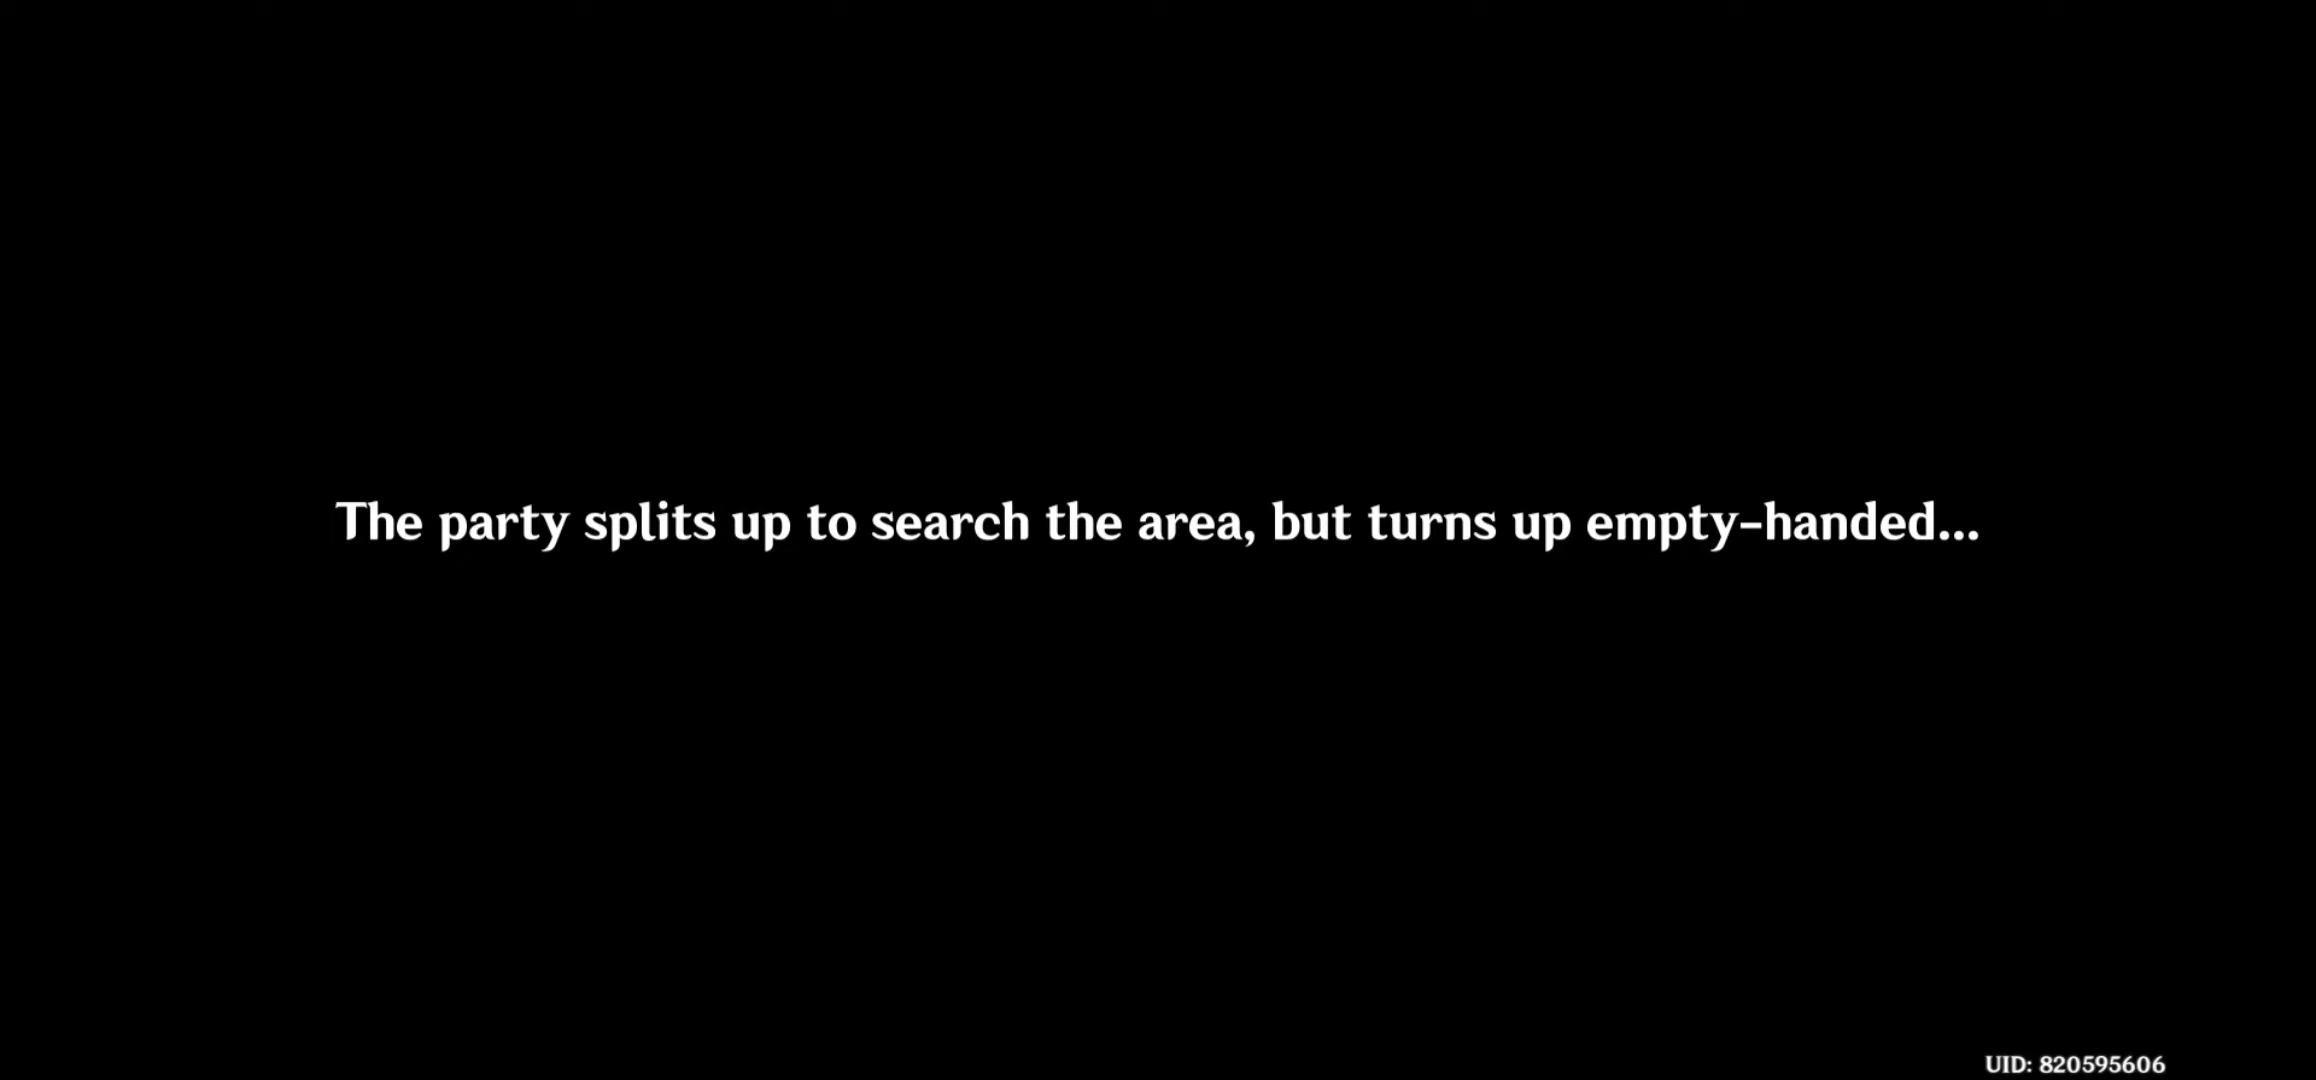 The party splits up to search the area, but turns up empty-handed...
UID: 820595606